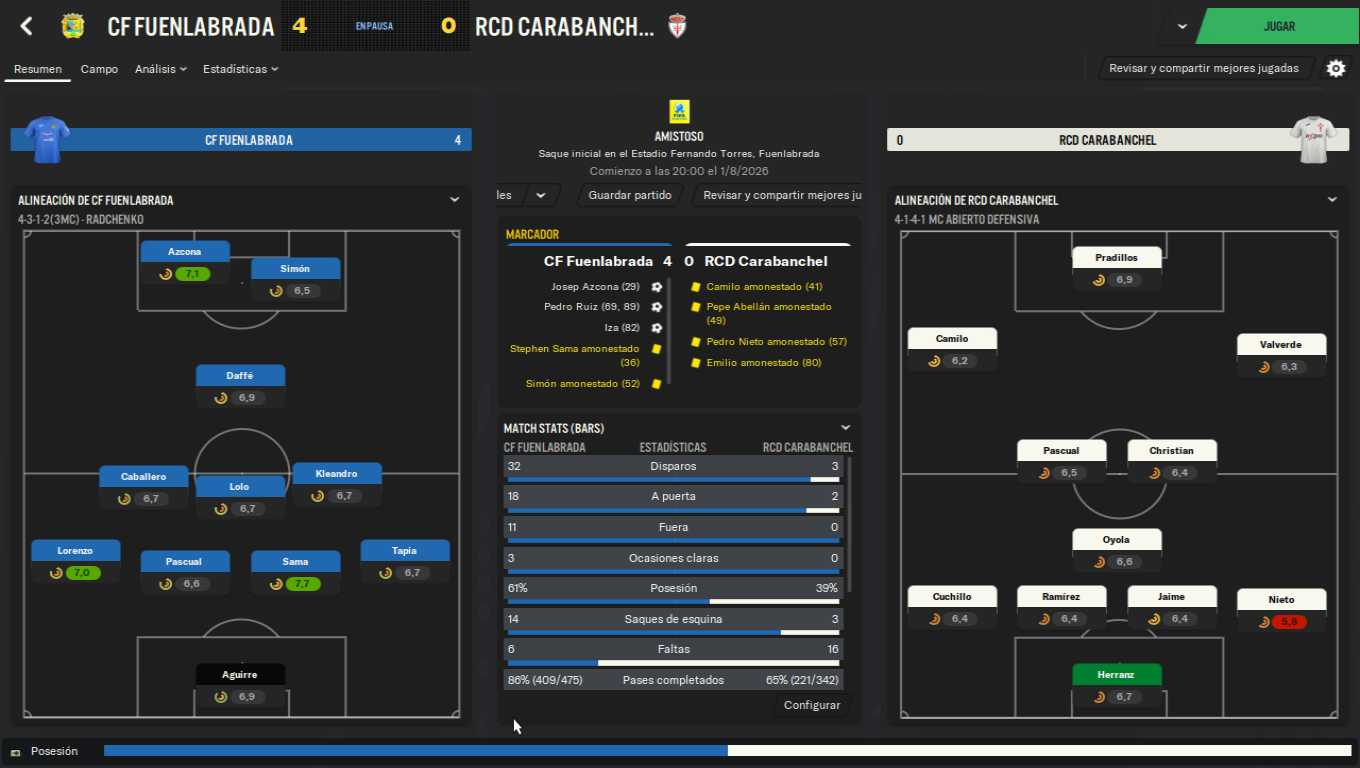 CF FUENLABRADA 4 EN PAUSA 0 RCD CARABANCH...
JUGAR
Resumen Campo Análisis Estadísticas
Revisar y compartir mejores jugadas
CF FUENLABRADA 4
ALINEACIÓN DE CF FUENLABRADA
4-3-1-2(3MC) - RADCHENKO
Azcona
7,1
Simón
6,5
Daffé
6,9
Caballero
6,7
Lolo
6,7
Kleandro
6,7
Lorenzo
7,0
Pascual
6,6
Sama
7,7
Tapia
6,7
Aguirre
6,9
AMISTOSO
Saque inicial en el Estadio Fernando Torres, Fuenlabrada
Comienzo a las 20:00 el 1/8/2026
les Guardar partido Revisar y compartir mejores ju
MARCADOR
CF Fuenlabrada 4 0 RCD Carabanchel
Josep Azcona (29)
Pedro Ruiz (69, 89)
Iza (82)
Stephen Sama amonestado
(36)
Simón amonestado (52)
Camilo amonestado (41)
Pepe Abellán amonestado
(49)
Pedro Nieto amonestado (57)
Emilio amonestado (80)
MATCH STATS (BARS)
CF FUENLABRADA ESTADÍSTICAS RCD CARABANCHEL
32 Disparos 3
18 A puerta 2
11 Fuera 0
3 Ocasiones claras 0
61% Posesión 39%
14 Saques de esquina 3
6 Faltas 16
86% (409/475) Pases completados 65% (221/342)
Configurar
0 RCD CARABANCHEL
ALINEACIÓN DE RCD CARABANCHEL
4-1-4-1 MC ABIERTO DEFENSIVA
Pradillos
6,9
Camilo
6,2
Valverde
6,3
Pascual
6,5
Christian
6,4
Oyola
6,6
Cuchillo
6,4
Ramírez
6,4
Jaime
6,4
Nieto
5,8
Herranz
6,7
Posesión